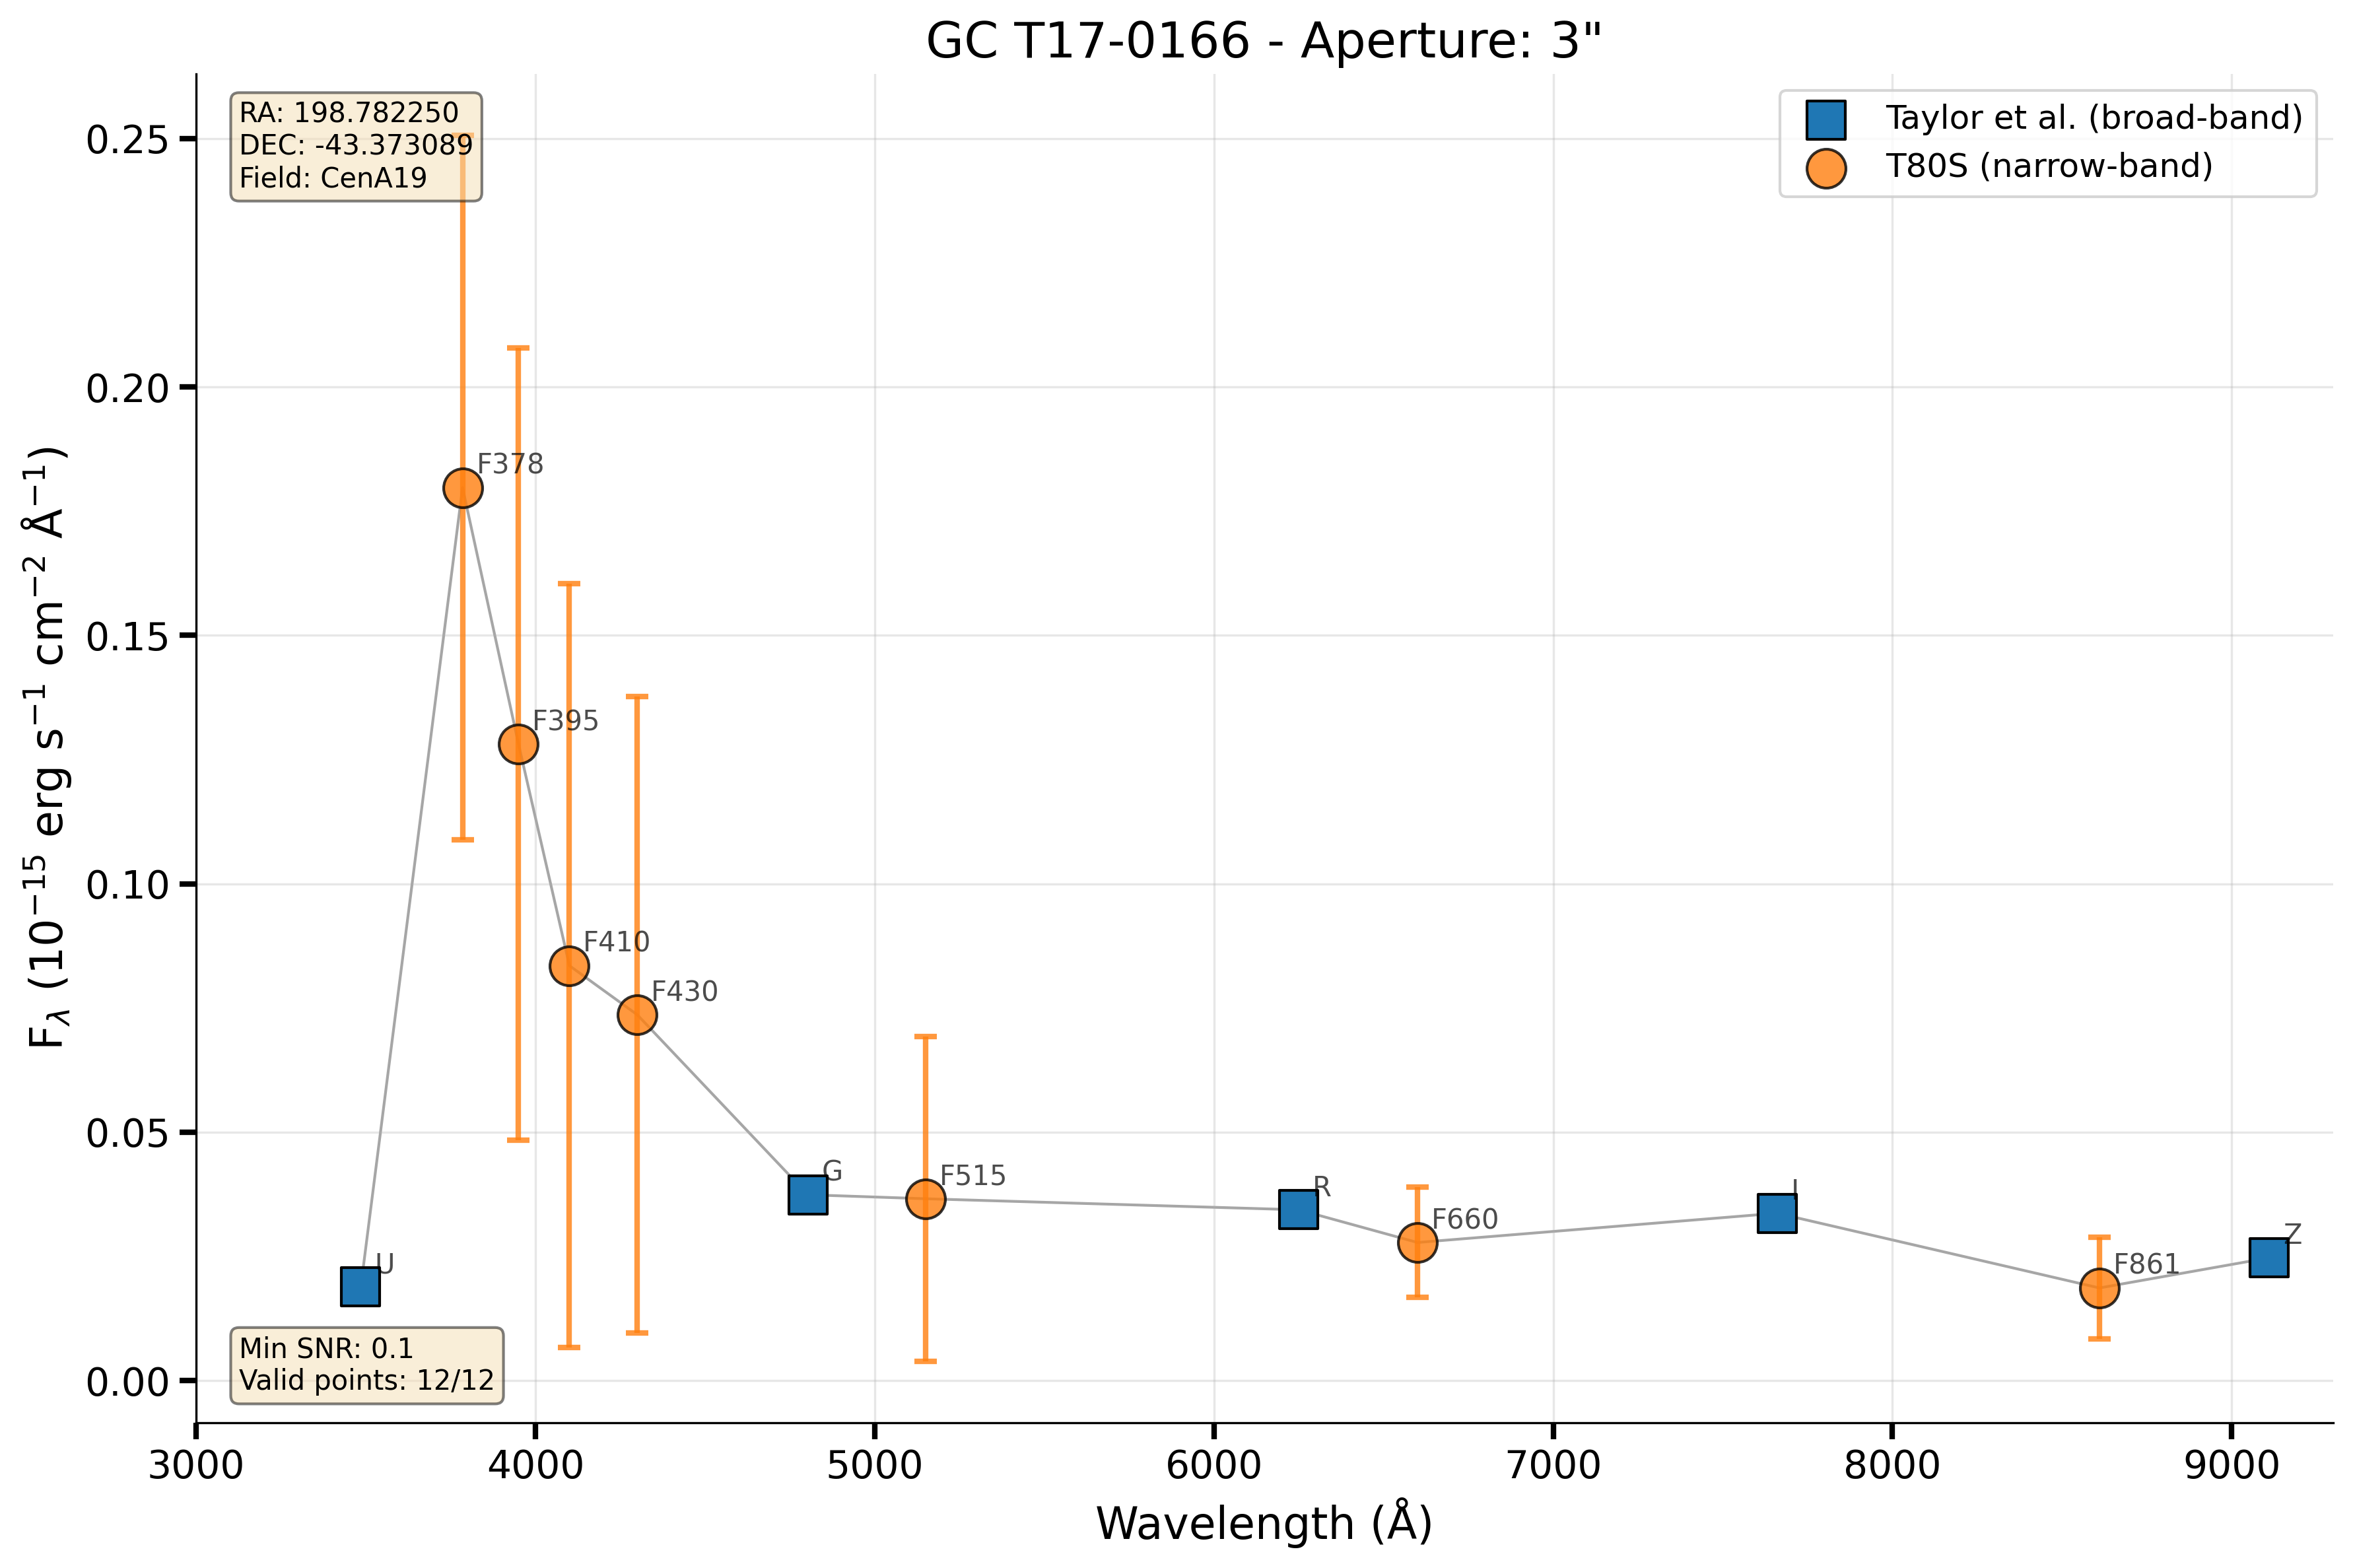 GC T17-0166 - Aperture: 3"
RA: 198.782250
DEC: -43.373089
Field: CenA19
Taylor et al. (broad-band)
T80S (narrow-band)
0.25
0.20
0.15
0.10
0.05
0.00
F$_{\lambda}$ (10$^{-15}$ erg s$^{-1}$ cm$^{-2}$ Å$^{-1}$)
F378
F395
F410
F430
G
F515
R
F660
I
F861
Z
U
Min SNR: 0.1
Valid points: 12/12
3000 4000 5000 6000 7000 8000 9000
Wavelength (Å)